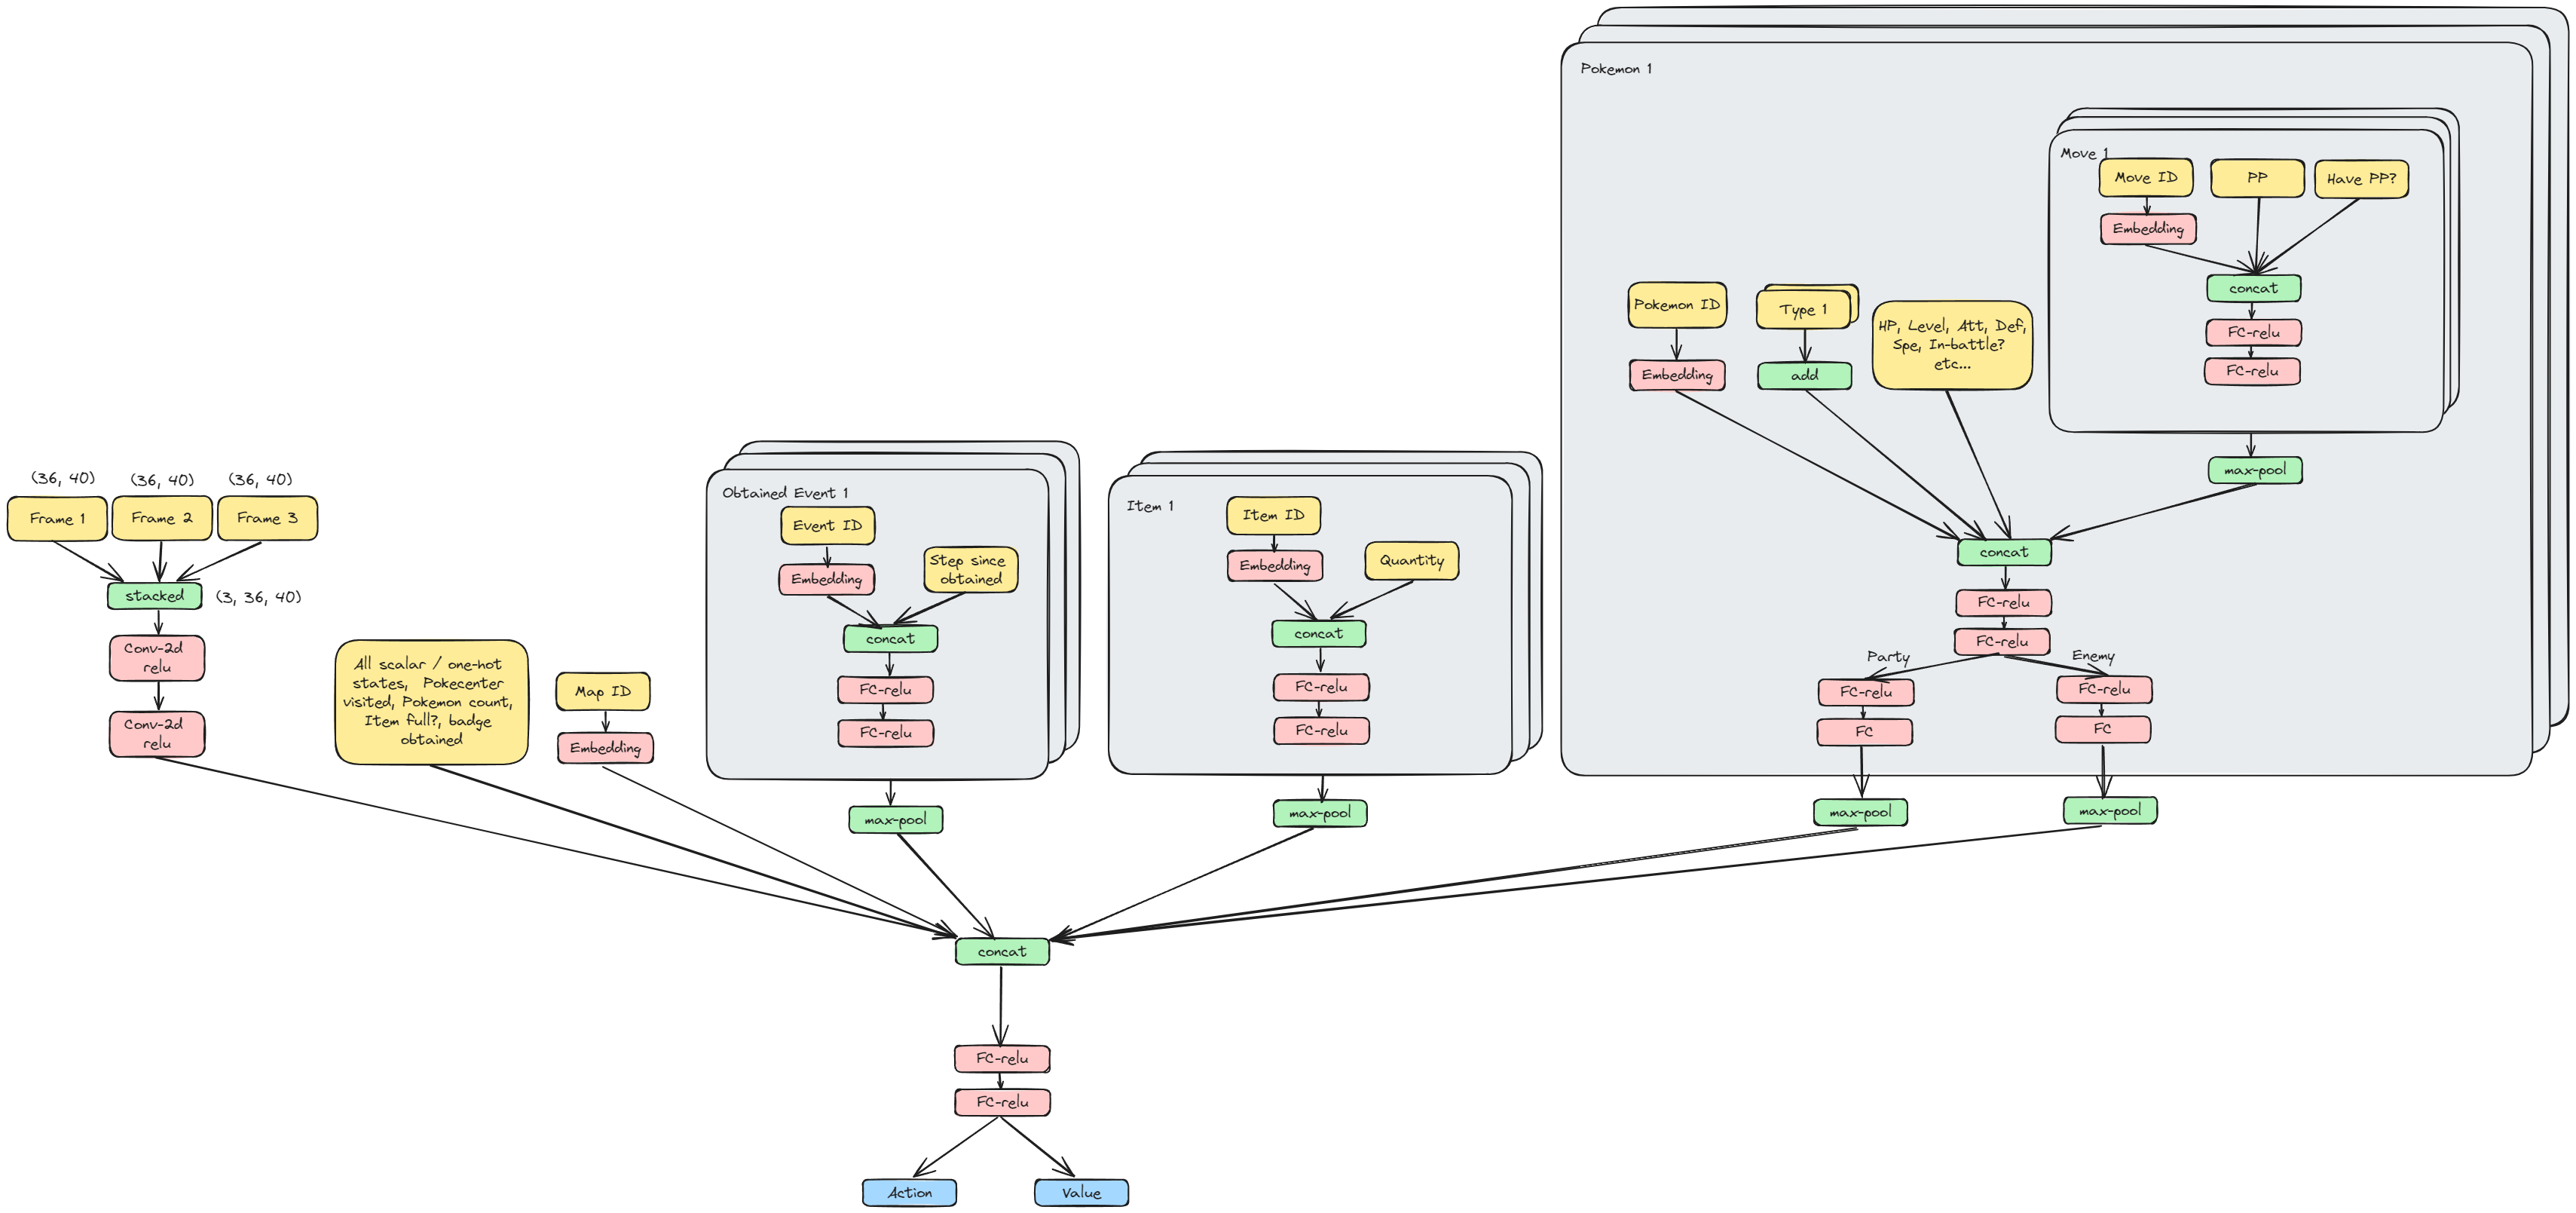 Pokemon 1
Move 1
Move ID
PP
Have PP?
Embedding
concat
FC-relu
FC-relu
max-pool
Pokemon ID
Type 1
HP, Level, Att, Def,
Spe, In-battle?
etc...
Embedding
add
concat
FC-relu
FC-relu
Party
Enemy
FC-relu
FC
FC-relu
FC
max-pool
max-pool
(36, 40)
(36, 40)
(36, 40)
Frame 1
Frame 2
Frame 3
stacked
(3, 36, 40)
Conv-2d
relu
Conv-2d
relu
All scalar / one-hot
states, Pokecenter
visited, Pokemon count,
Item full?, badge
obtained
Map ID
Embedding
Obtained Event 1
Event ID
Embedding
Step since
obtained
concat
FC-relu
FC-relu
max-pool
Item 1
Item ID
Embedding
Quantity
concat
FC-relu
FC-relu
max-pool
concat
FC-relu
FC-relu
Action
Value